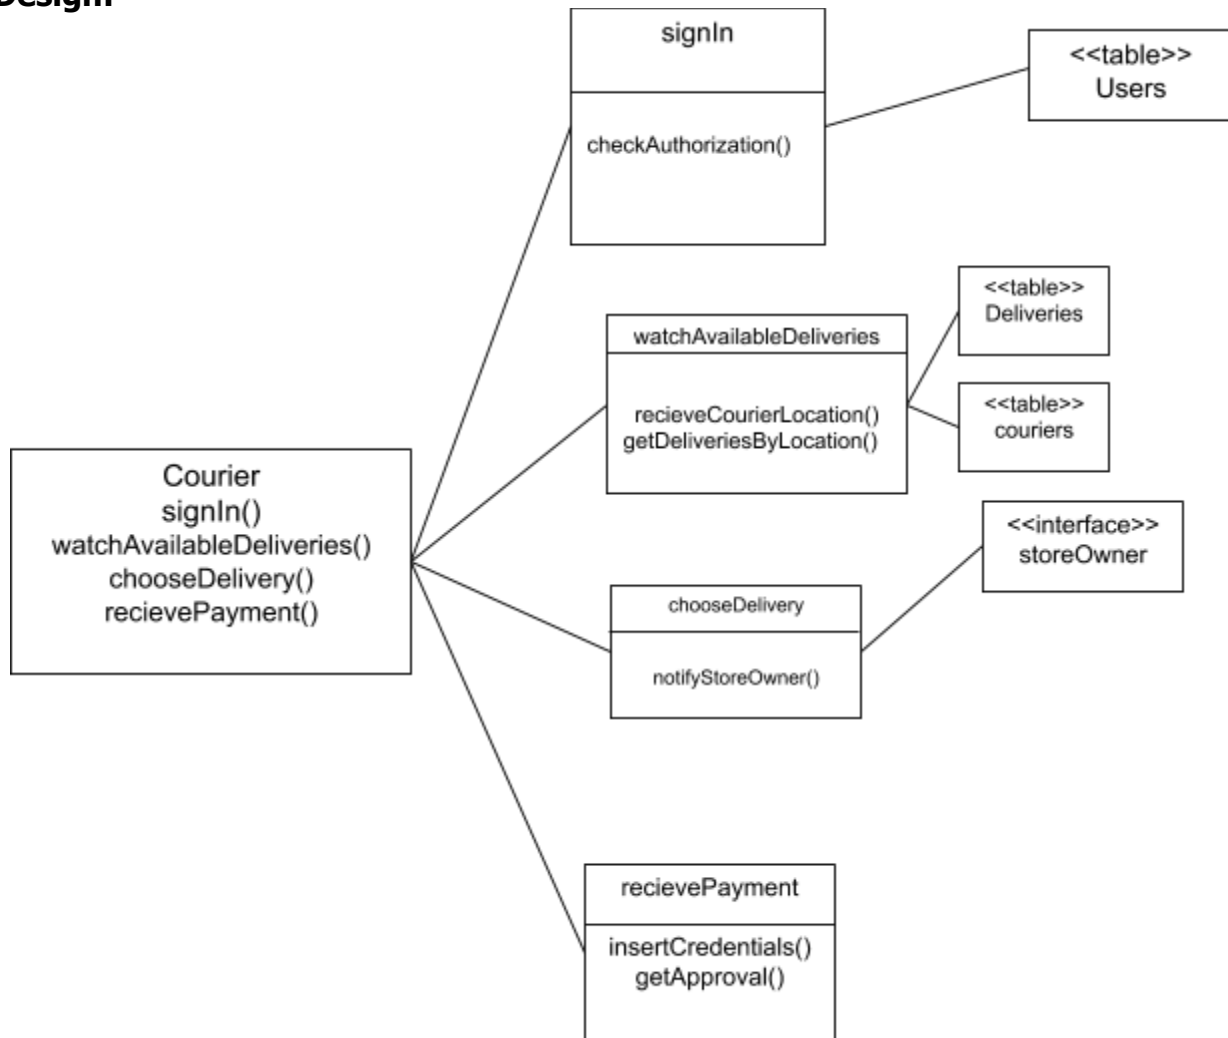 Design:
signIn
checkAuthorization()
<<table>>
Users
<<table>>
Deliveries
watchAvailableDeliveries
recieveCourierLocation()
getDeliveriesByLocation()
<<table>>
couriers
Courier
signIn()
watchAvailableDeliveries()
chooseDelivery()
recievePayment()
<<interface>>
storeOwner
chooseDelivery
notifyStoreOwner()
recievePayment
insertCredentials()
getApproval()